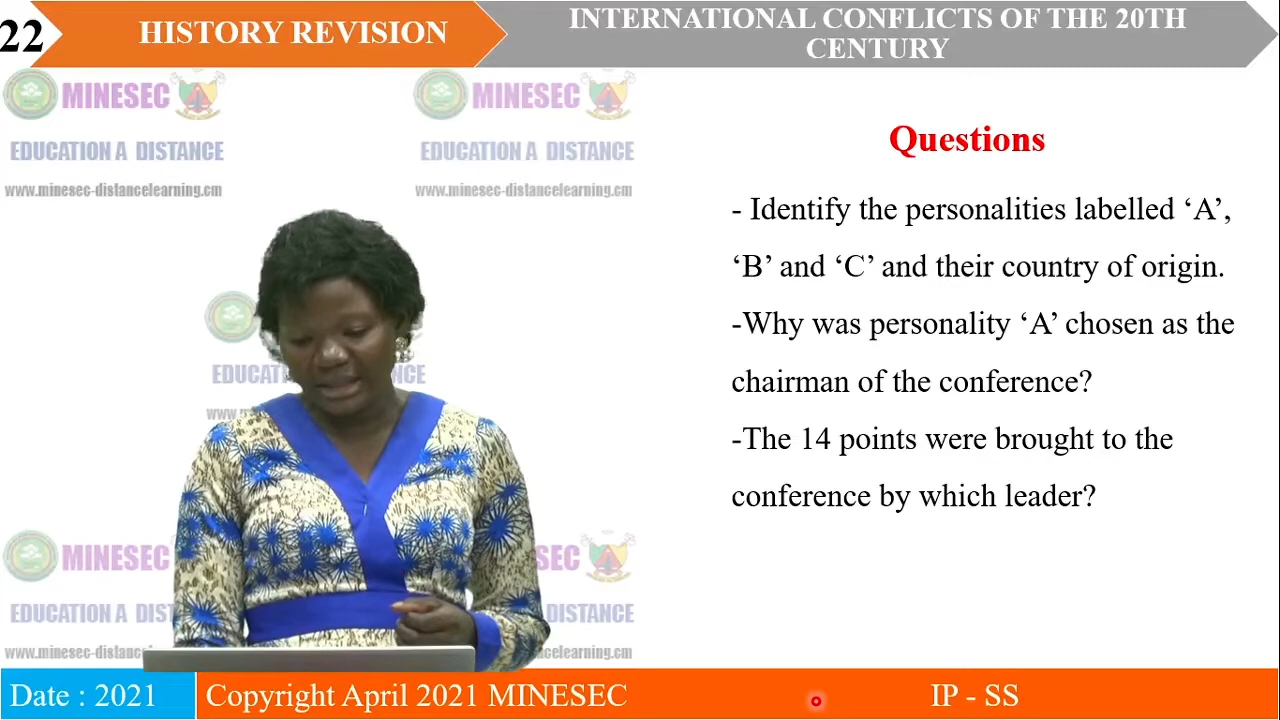 22
HISTORY REVISION
INTERNATIONAL CONFLICTS OF THE 20TH
CENTURY
MINESEC
MINESEC
EDUCATION A DISTANCE
EDUCATION A DISTANCE
www.minesec-distancelearning.cm
www.minesec-distancelearning.cm
Questions
- Identify the personalities labelled ‘A’,
‘B’ and ‘C’ and their country of origin.
-Why was personality ‘A’ chosen as the
chairman of the conference?
-The 14 points were brought to the
conference by which leader?
MINESEC
Date : 2021
Copyright April 2021 MINESEC
IP - SS